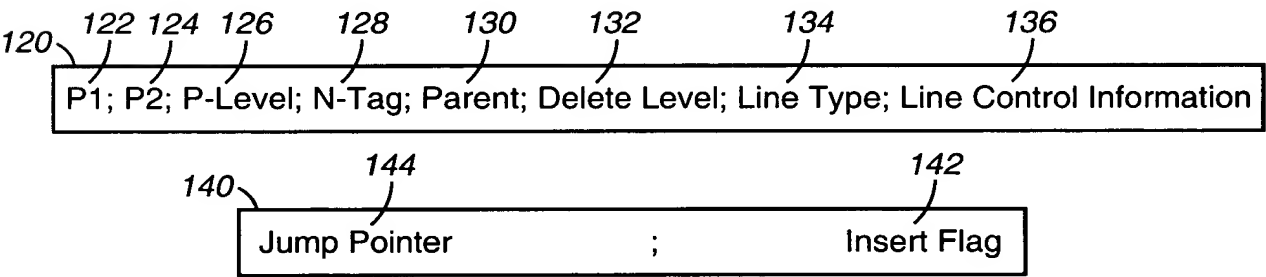 122 124 126 128 130 132 134 136
120
P1; P2; P-Level; N-Tag; Parent; Delete Level; Line Type; Line Control Information
144 142
140
Jump Pointer ; Insert Flag